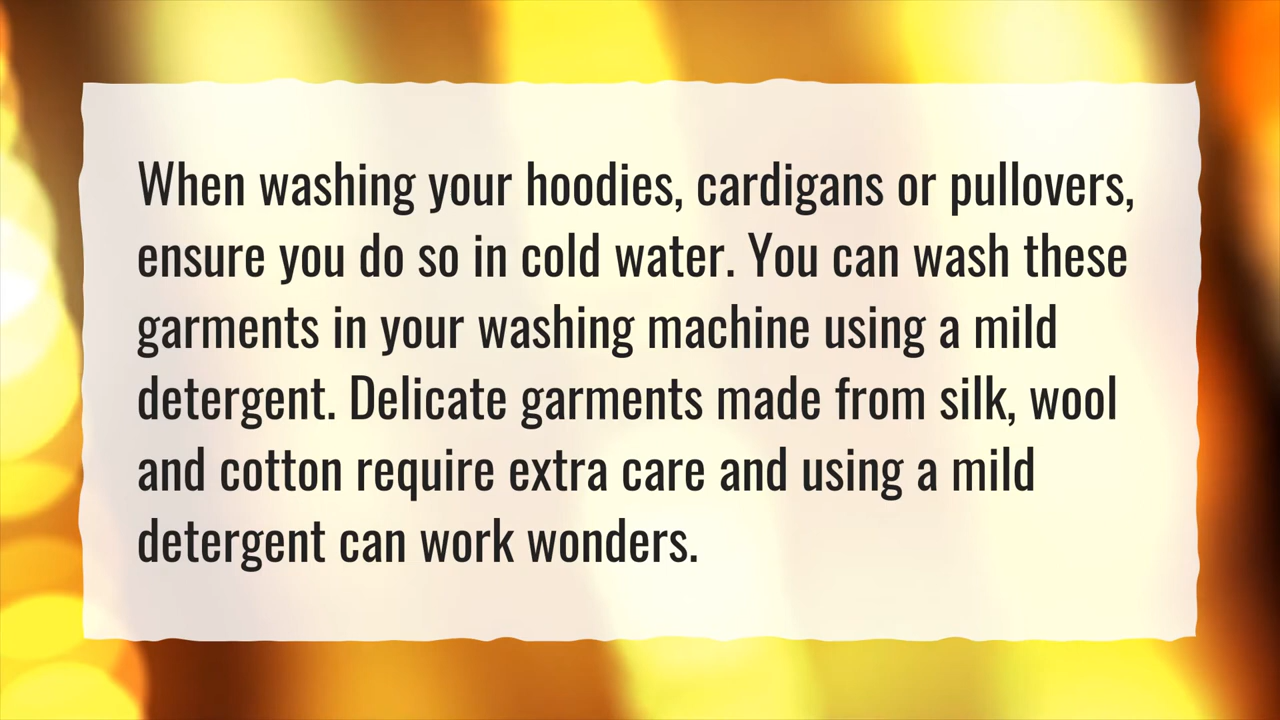 When washing your hoodies, cardigans or pullovers,
ensure you do so in cold water. You can wash these
garments in your washing machine using a mild
detergent. Delicate garments made from silk, wool
and cotton require extra care and using a mild
detergent can work wonders.